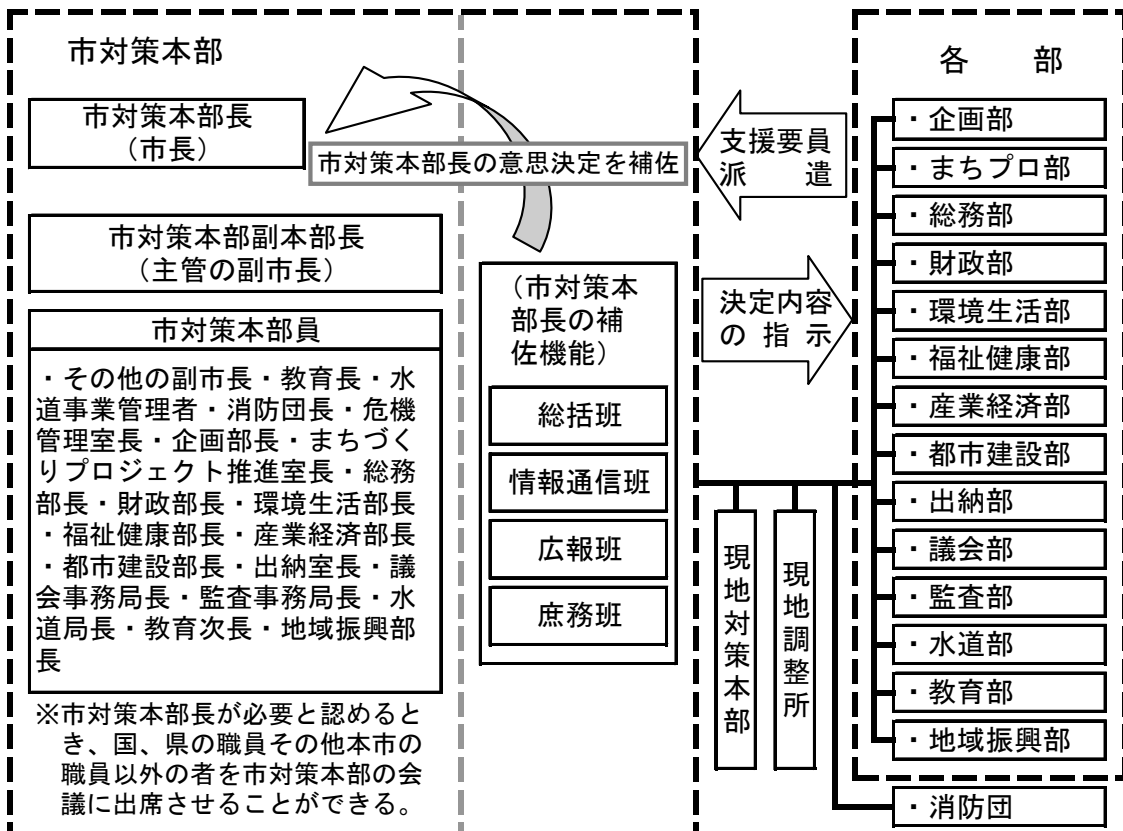 市対策本部
市対策本部長
（市長）
市対策本部長の意思決定を補佐
市対策本部副本部長
（主管の副市長）
市対策本部員
・その他の副市長・教育長・水
道事業管理者・消防団長・危機
管理室長・企画部長・まちづく
りプロジェクト推進室長・総務
部長・財政部長・環境生活部長
・福祉健康部長・産業経済部長
・都市建設部長・出納室長・議
会事務局長・監査事務局長・水
道局長・教育次長・地域振興部
長
※市対策本部長が必要と認めると
き、国、県の職員その他本市の
職員以外の者を市対策本部の会
議に出席させることができる。
（市対策本
部長の補
佐機能）
総括班
情報通信班
広報班
庶務班
支援要員
派　　遣
決定内容
の 指 示
現地対策本部
現地調整所
各　　部
・企画部
・まちプロ部
・総務部
・財政部
・環境生活部
・福祉健康部
・産業経済部
・都市建設部
・出納部
・議会部
・監査部
・水道部
・教育部
・地域振興部
・消防団